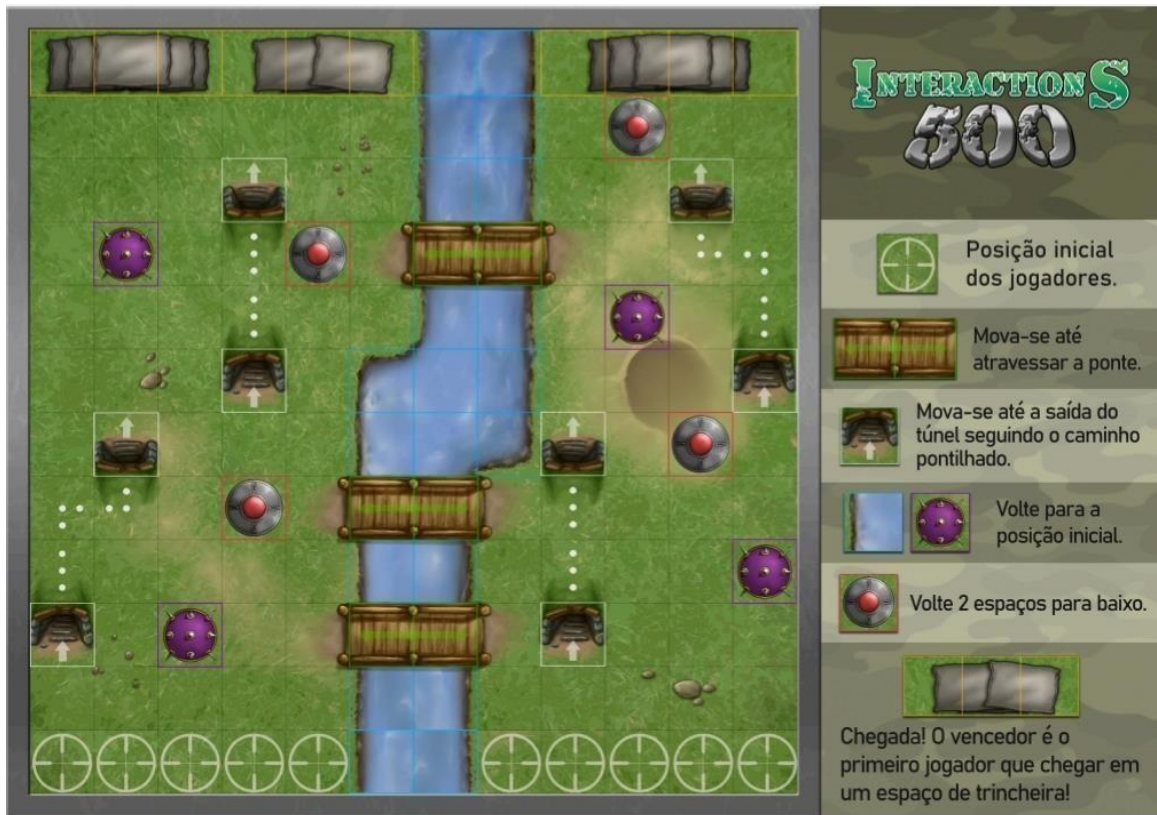 INTERACTIONS
500
Posição inicial
dos jogadores.
Mova-se até
atravessar a ponte.
Mova-se até a saída do
túnel seguindo o caminho
pontilhado.
Volte para a
posição inicial.
Volte 2 espaços para baixo.
Chegada! O vencedor é o
primeiro jogador que chegar em
um espaço de trincheira!